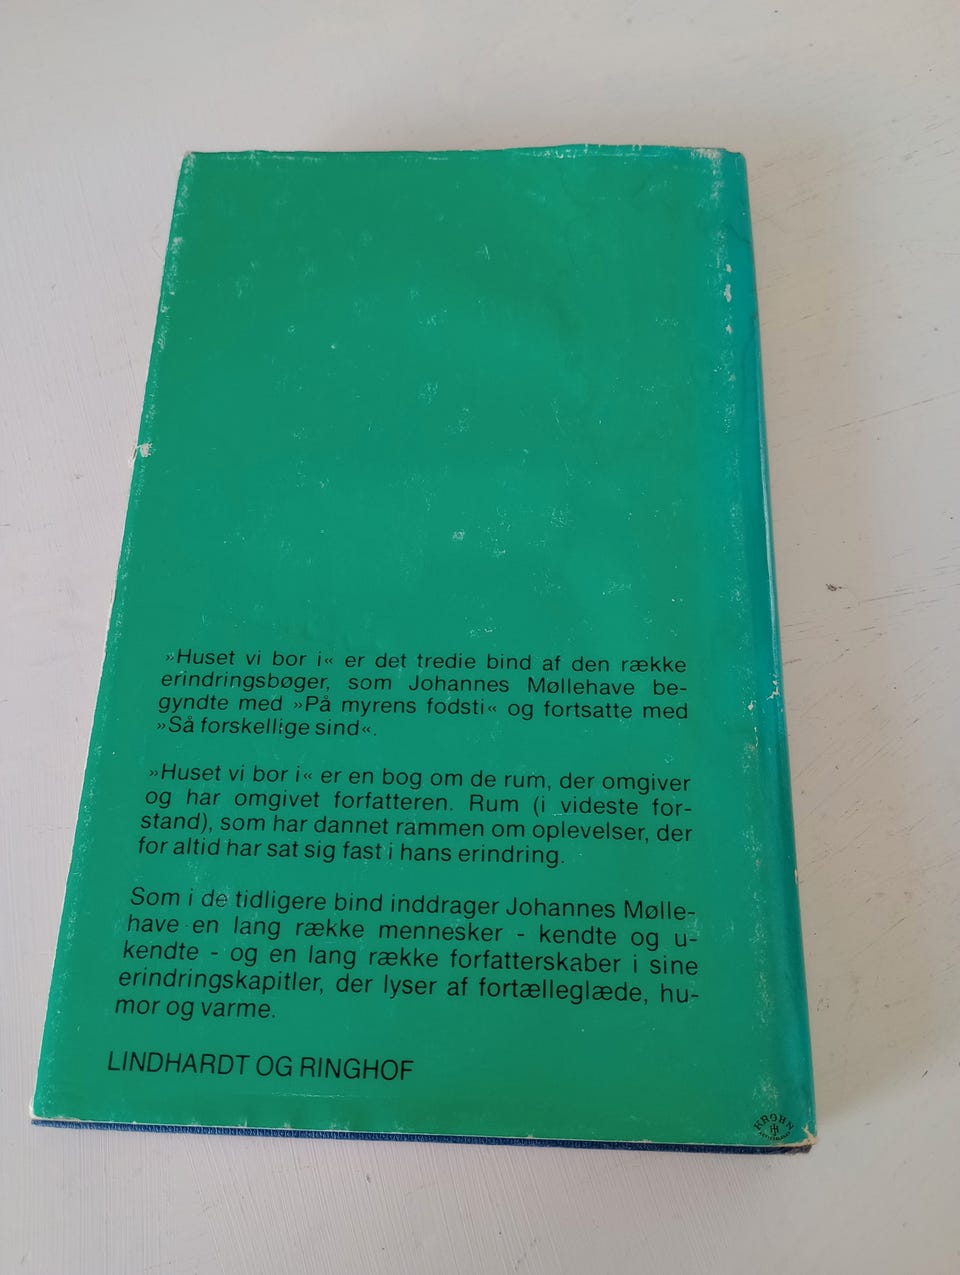 »Huset vi bor i« er det tredie bind af den række
erindringsbøger, som Johannes Møllehave be-
gyndte med »På myrens fodsti« og fortsatte med
»Så forskellige sind«.
»Huset vi bor i« er en bog om de rum, der omgiver
og har omgivet forfatteren. Rum (i videste for-
stand), som har dannet rammen om oplevelser, der
for altid har sat sig fast i hans erindring.
Som i de tidligere bind inddrager Johannes Mølle-
have en lang række mennesker - kendte og u-
kendte - og en lang række forfatterskaber i sine
erindringskapitler, der lyser af fortælleglæde, hu-
mor og varme.
LINDHARDT OG RINGHOF
KROHN